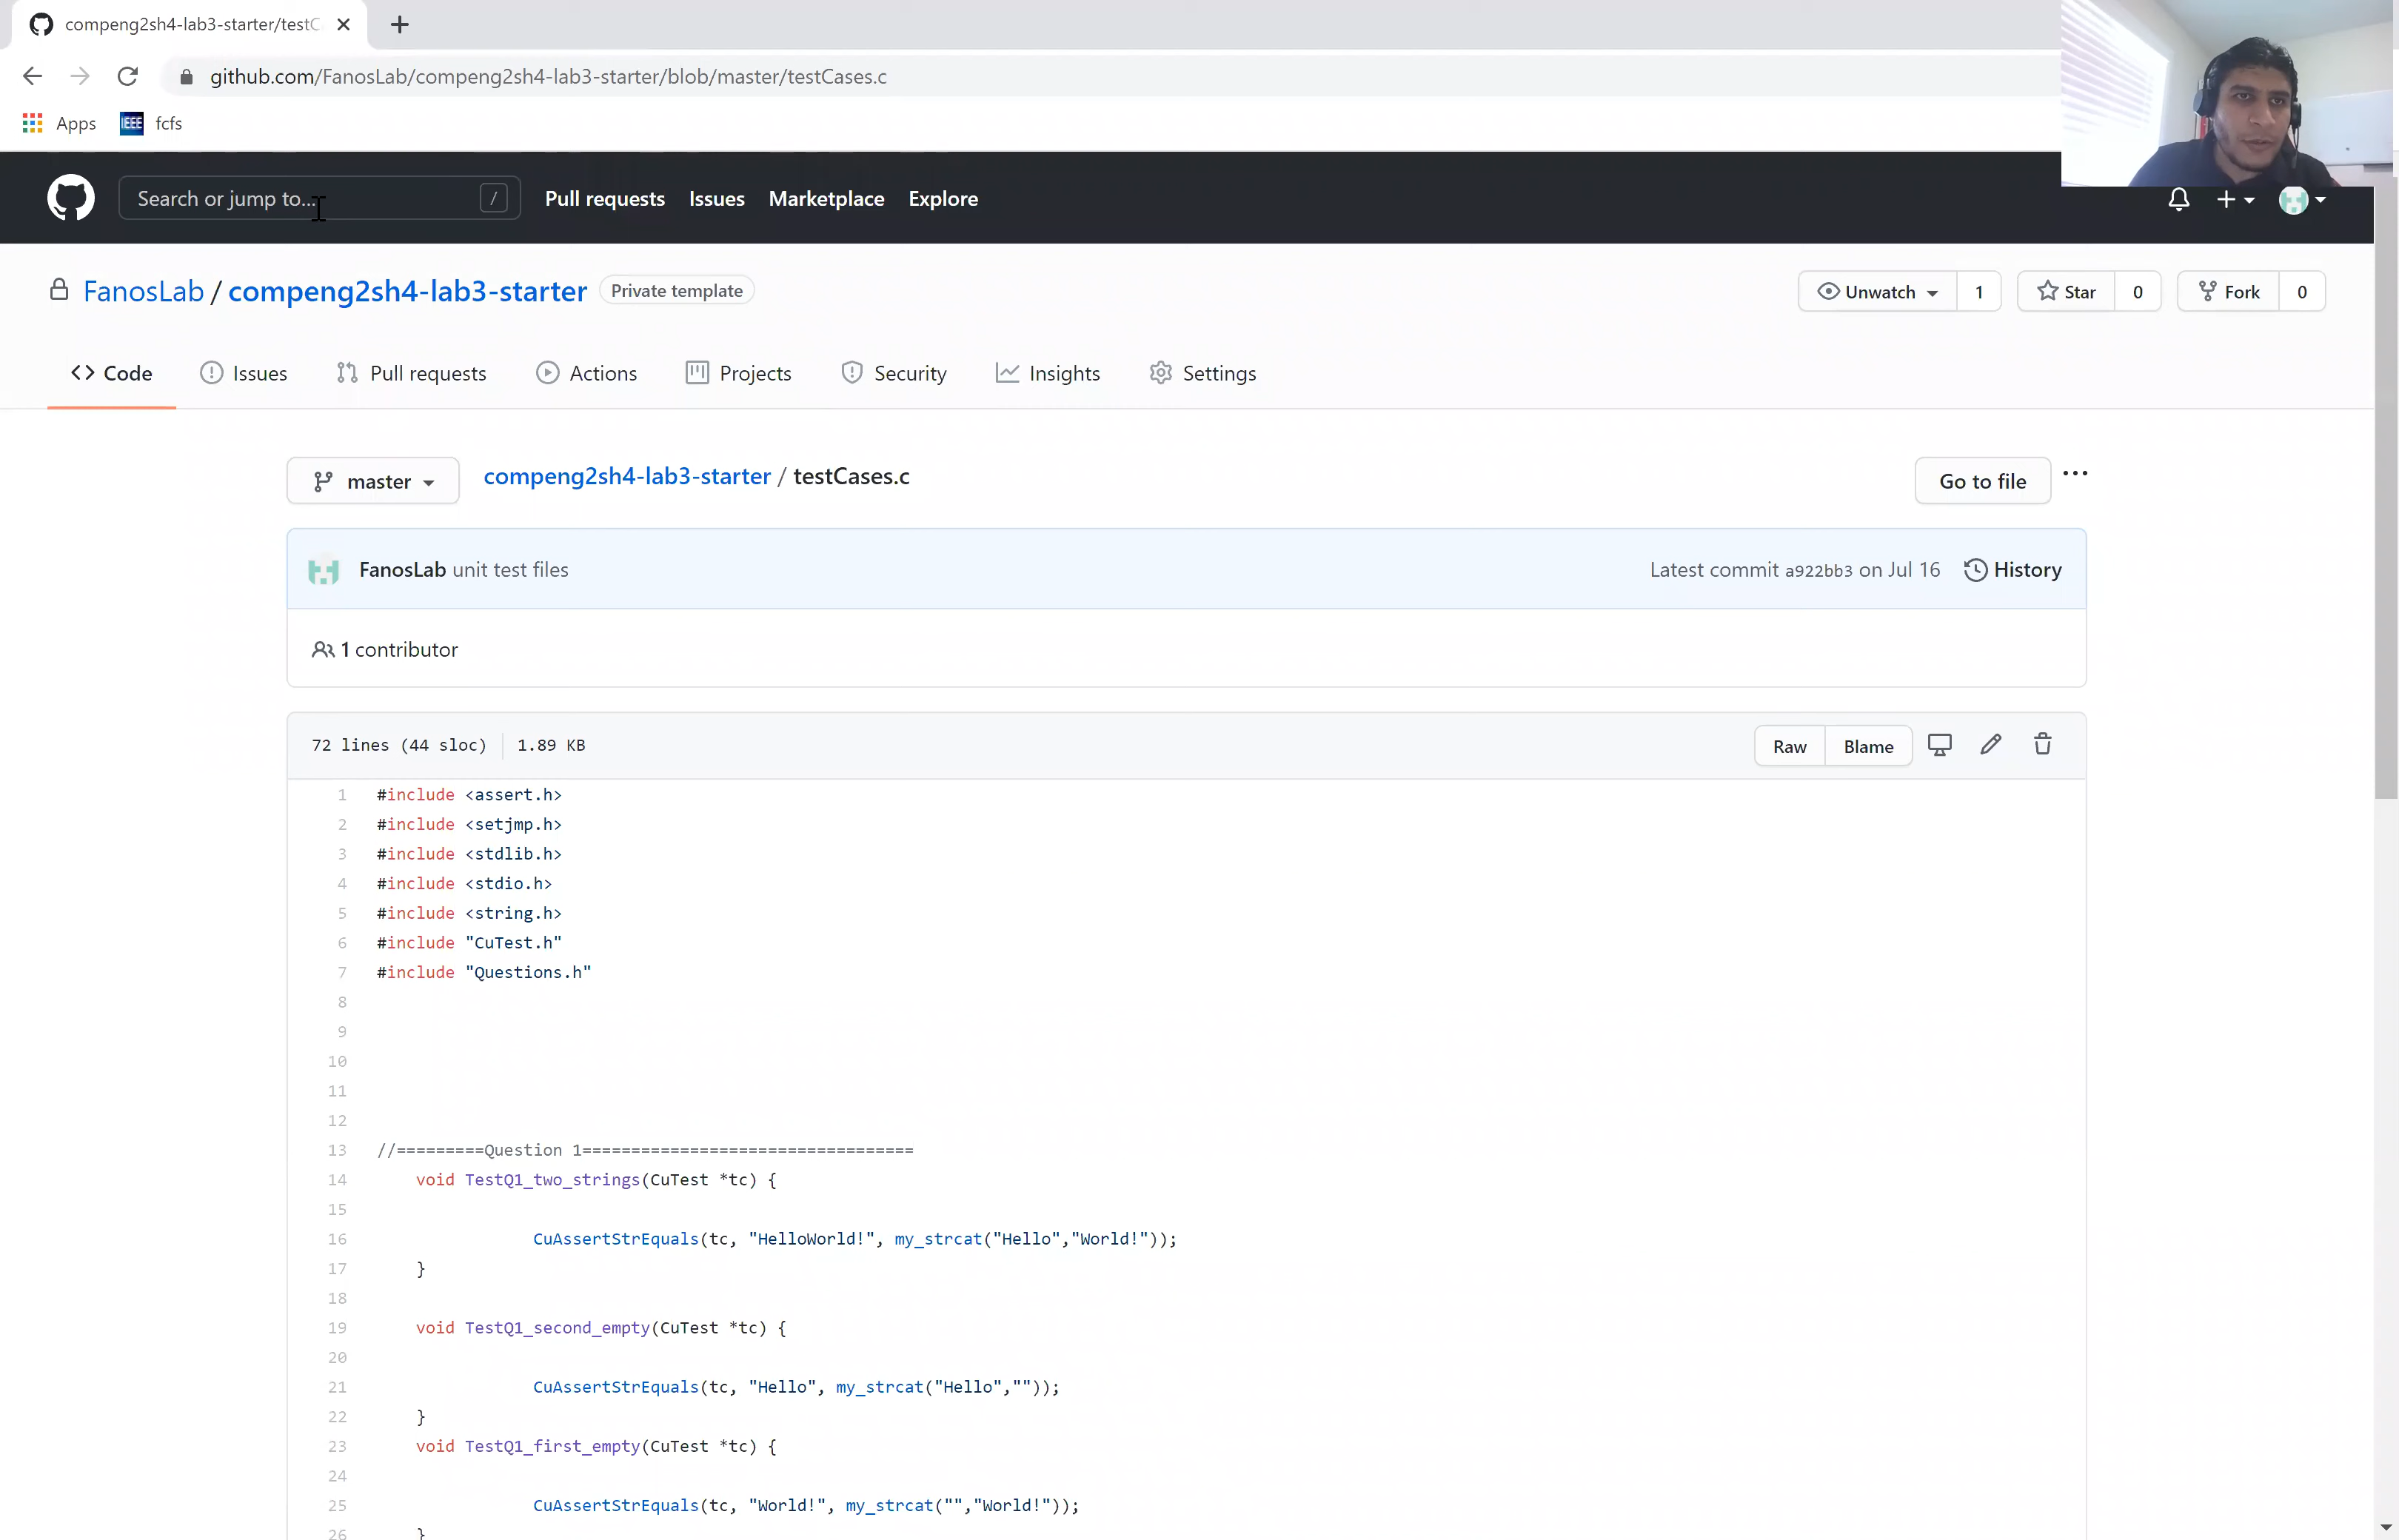 compeng2sh4-lab3-starter/testC
github.com/FanosLab/compeng2sh4-lab3-starter/blob/master/testCases.c
Apps IEEE fcfs
Search or jump to... / Pull requests Issues Marketplace Explore
FanosLab / compeng2sh4-lab3-starter Private template Unwatch 1 Star 0 Fork 0
Code Issues Pull requests Actions Projects Security Insights Settings
master compeng2sh4-lab3-starter / testCases.c Go to file
FanosLab unit test files Latest commit a922bb3 on Jul 16 History
1 contributor
72 lines (44 sloc) 1.89 KB Raw Blame
1 #include <assert.h>
2 #include <setjmp.h>
3 #include <stdlib.h>
4 #include <stdio.h>
5 #include <string.h>
6 #include "CuTest.h"
7 #include "Questions.h"
8
9
10
11
12
13 //=========Question 1==================================
14 void TestQ1_two_strings(CuTest *tc) {
15
16 CuAssertStrEquals(tc, "HelloWorld!", my_strcat("Hello","World!"));
17 }
18
19 void TestQ1_second_empty(CuTest *tc) {
20
21 CuAssertStrEquals(tc, "Hello", my_strcat("Hello",""));
22 }
23 void TestQ1_first_empty(CuTest *tc) {
24
25 CuAssertStrEquals(tc, "World!", my_strcat("","World!"));
26 }